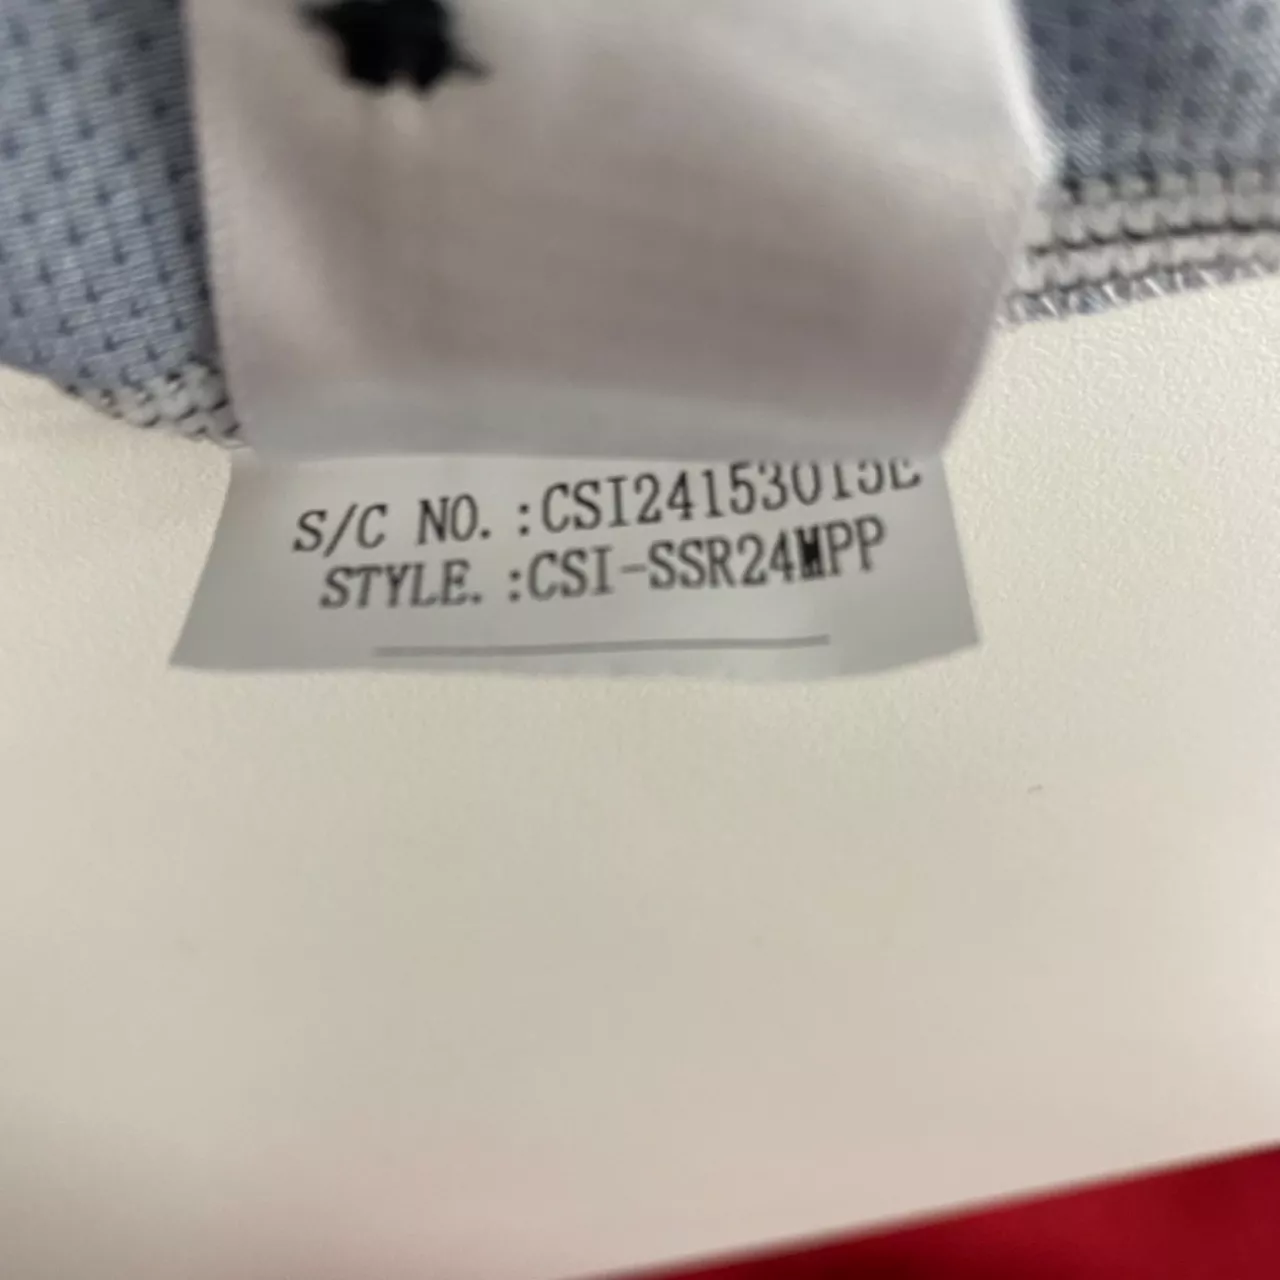 S/C NO. :CSI24153015E
STYLE. :CSI-SSR24MPP